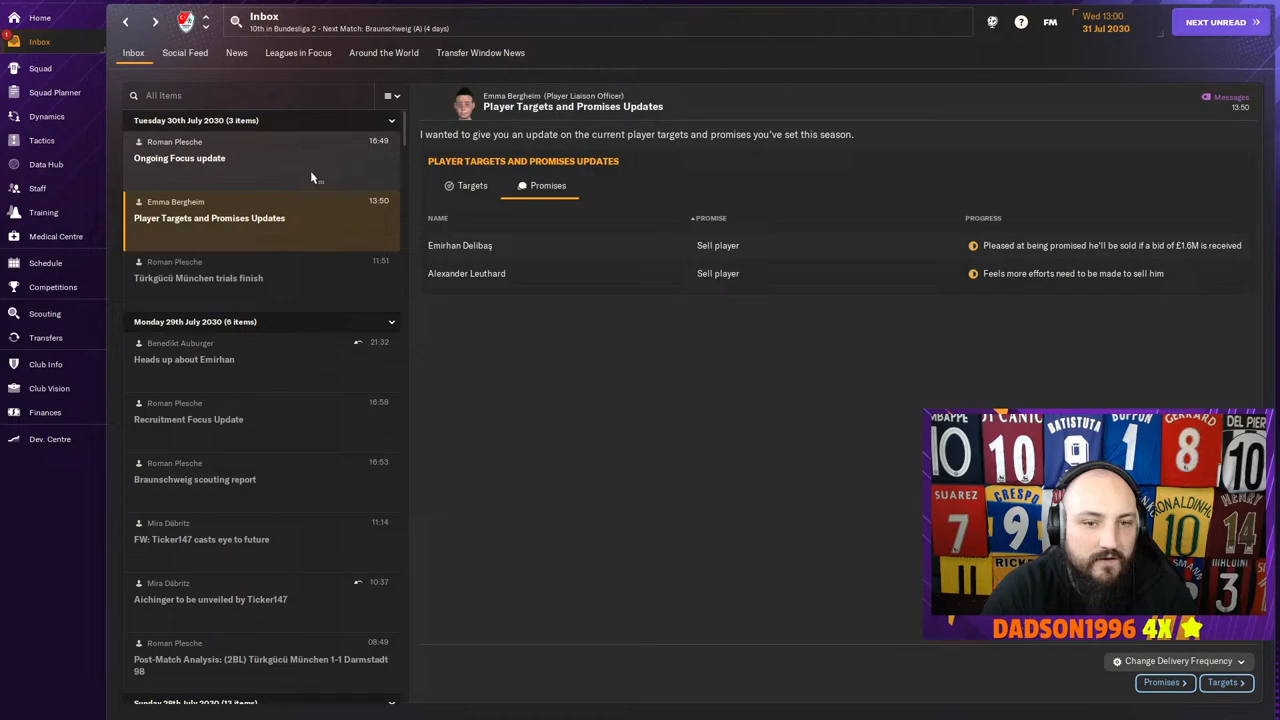 Home
1
Inbox
Squad
Squad Planner
Dynamics
Tactics
Data Hub
Staff
Training
Medical Centre
Schedule
Competitions
Scouting
Transfers
Club Info
Club Vision
Finances
Dev. Centre
Inbox
10th in Bundesliga 2 - Next Match: Braunschweig (A) (4 days)
FM
Wed 13:00
31 Jul 2030
NEXT UNREAD
Inbox
Social Feed
News
Leagues in Focus
Around the World
Transfer Window News
All Items
Tuesday 30th July 2030 (3 items)
Roman Plesche 16:49
Ongoing Focus update
Emma Bergheim 13:50
Player Targets and Promises Updates
Roman Plesche 11:51
Türkgücü München trials finish
Monday 29th July 2030 (6 items)
Benedikt Auburger 21:32
Heads up about Emirhan
Roman Plesche 16:58
Recruitment Focus Update
Roman Plesche 16:53
Braunschweig scouting report
Mira Däbritz 11:14
FW: Ticker147 casts eye to future
Mira Däbritz 10:37
Aichinger to be unveiled by Ticker147
Roman Plesche 08:49
Post-Match Analysis: (2BL) Türkgücü München 1-1 Darmstadt
98
Sunday 28th July 2030 (13 items)
Emma Bergheim (Player Liaison Officer)
Player Targets and Promises Updates
Messages
13:50
I wanted to give you an update on the current player targets and promises you've set this season.
PLAYER TARGETS AND PROMISES UPDATES
Targets
Promises
NAME PROMISE PROGRESS
Emirhan Delibaş Sell player Pleased at being promised he'll be sold if a bid of £1.6M is received
Alexander Leuthard Sell player Feels more efforts need to be made to sell him
MBAPPE
10
DI CANIO
10
BATISTUTA
9
BUFFON
1
GERRARD
8
DEL PIERO
10
SUAREZ
7
CRESPO
9
RONALDINHO
10
HENRY
14
3
DADSON1996 4X
Change Delivery Frequency
Promises
Targets